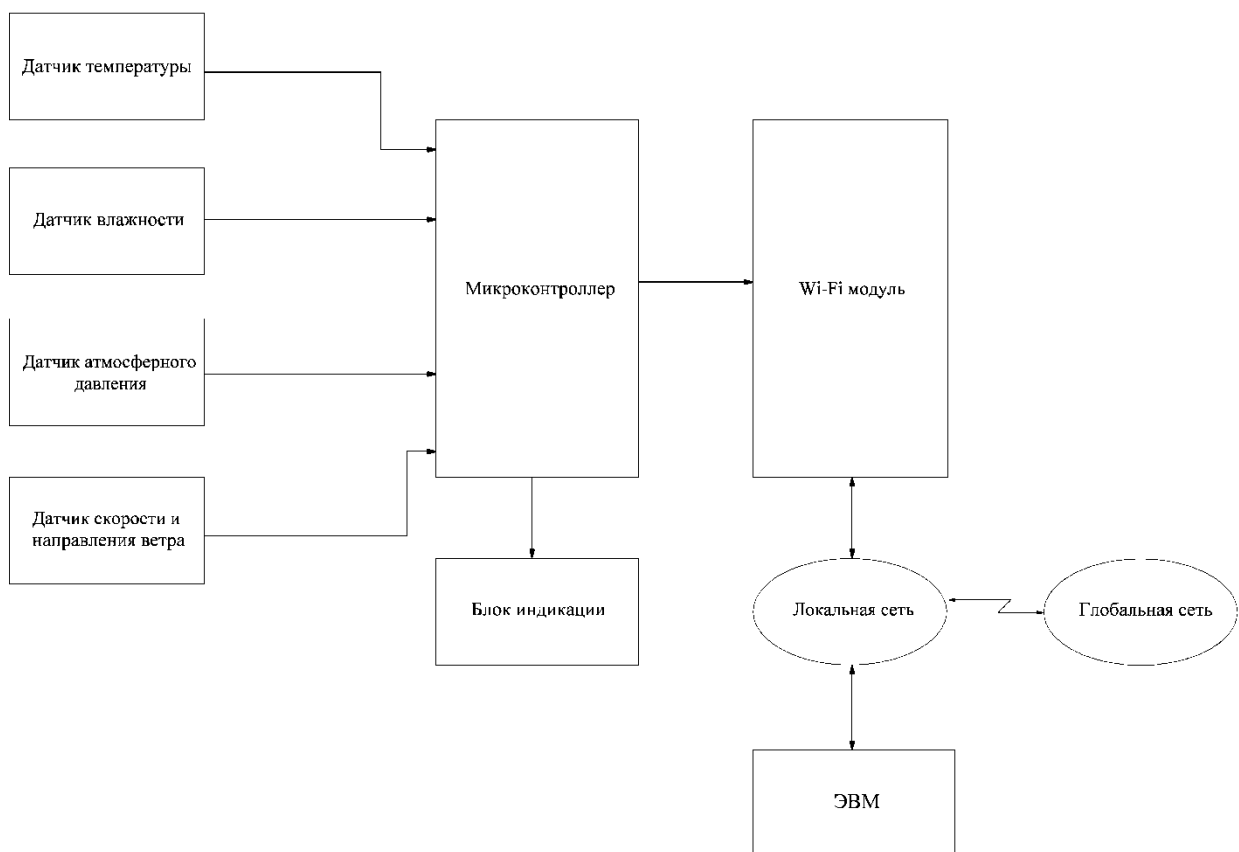 Датчик температуры
Датчик влажности
Микроконтроллер
Wi-Fi модуль
Датчик атмосферного
давления
Датчик скорости и
направления ветра
Блок индикации
Локальная сеть
Глобальная сеть
ЭВМ